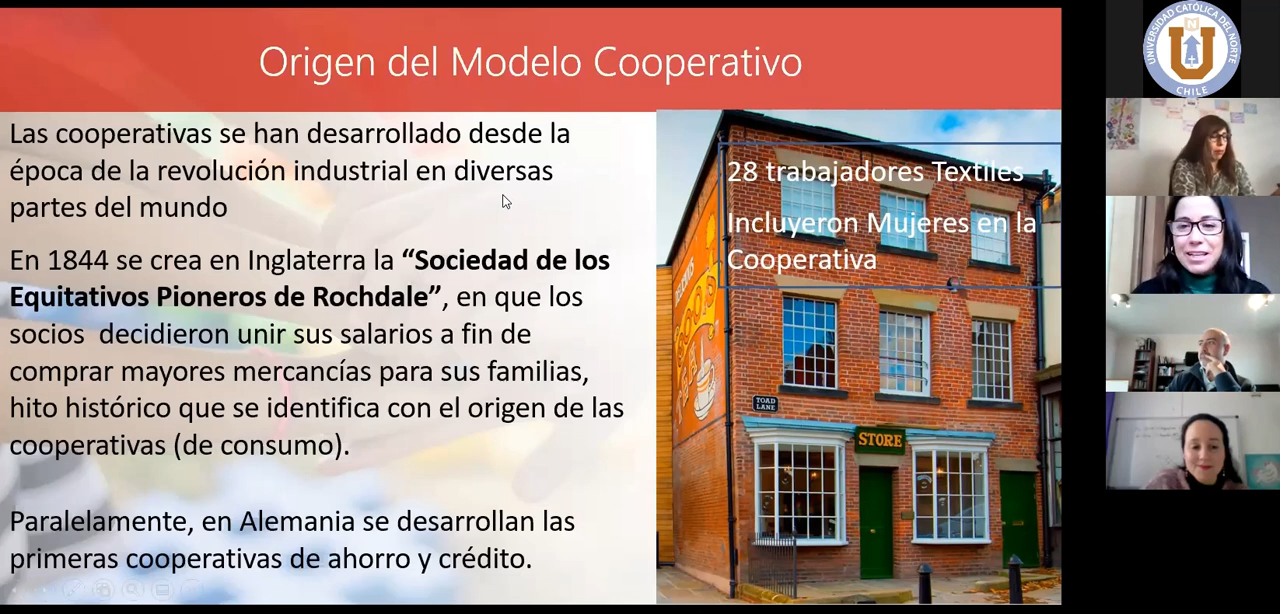 Origen del Modelo Cooperativo
Las cooperativas se han desarrollado desde la
época de la revolución industrial en diversas
partes del mundo
En 1844 se crea en Inglaterra la “Sociedad de los
Equitativos Pioneros de Rochdale”, en que los
socios  decidieron unir sus salarios a fin de
comprar mayores mercancías para sus familias,
hito histórico que se identifica con el origen de las
cooperativas (de consumo).
Paralelamente, en Alemania se desarrollan las
primeras cooperativas de ahorro y crédito.
28 trabajadores Textiles
Incluyeron Mujeres en la
Cooperativa
TOAD
LANE
STORE
UNIVERSIDAD CATÓLICA DEL NORTE
CHILE